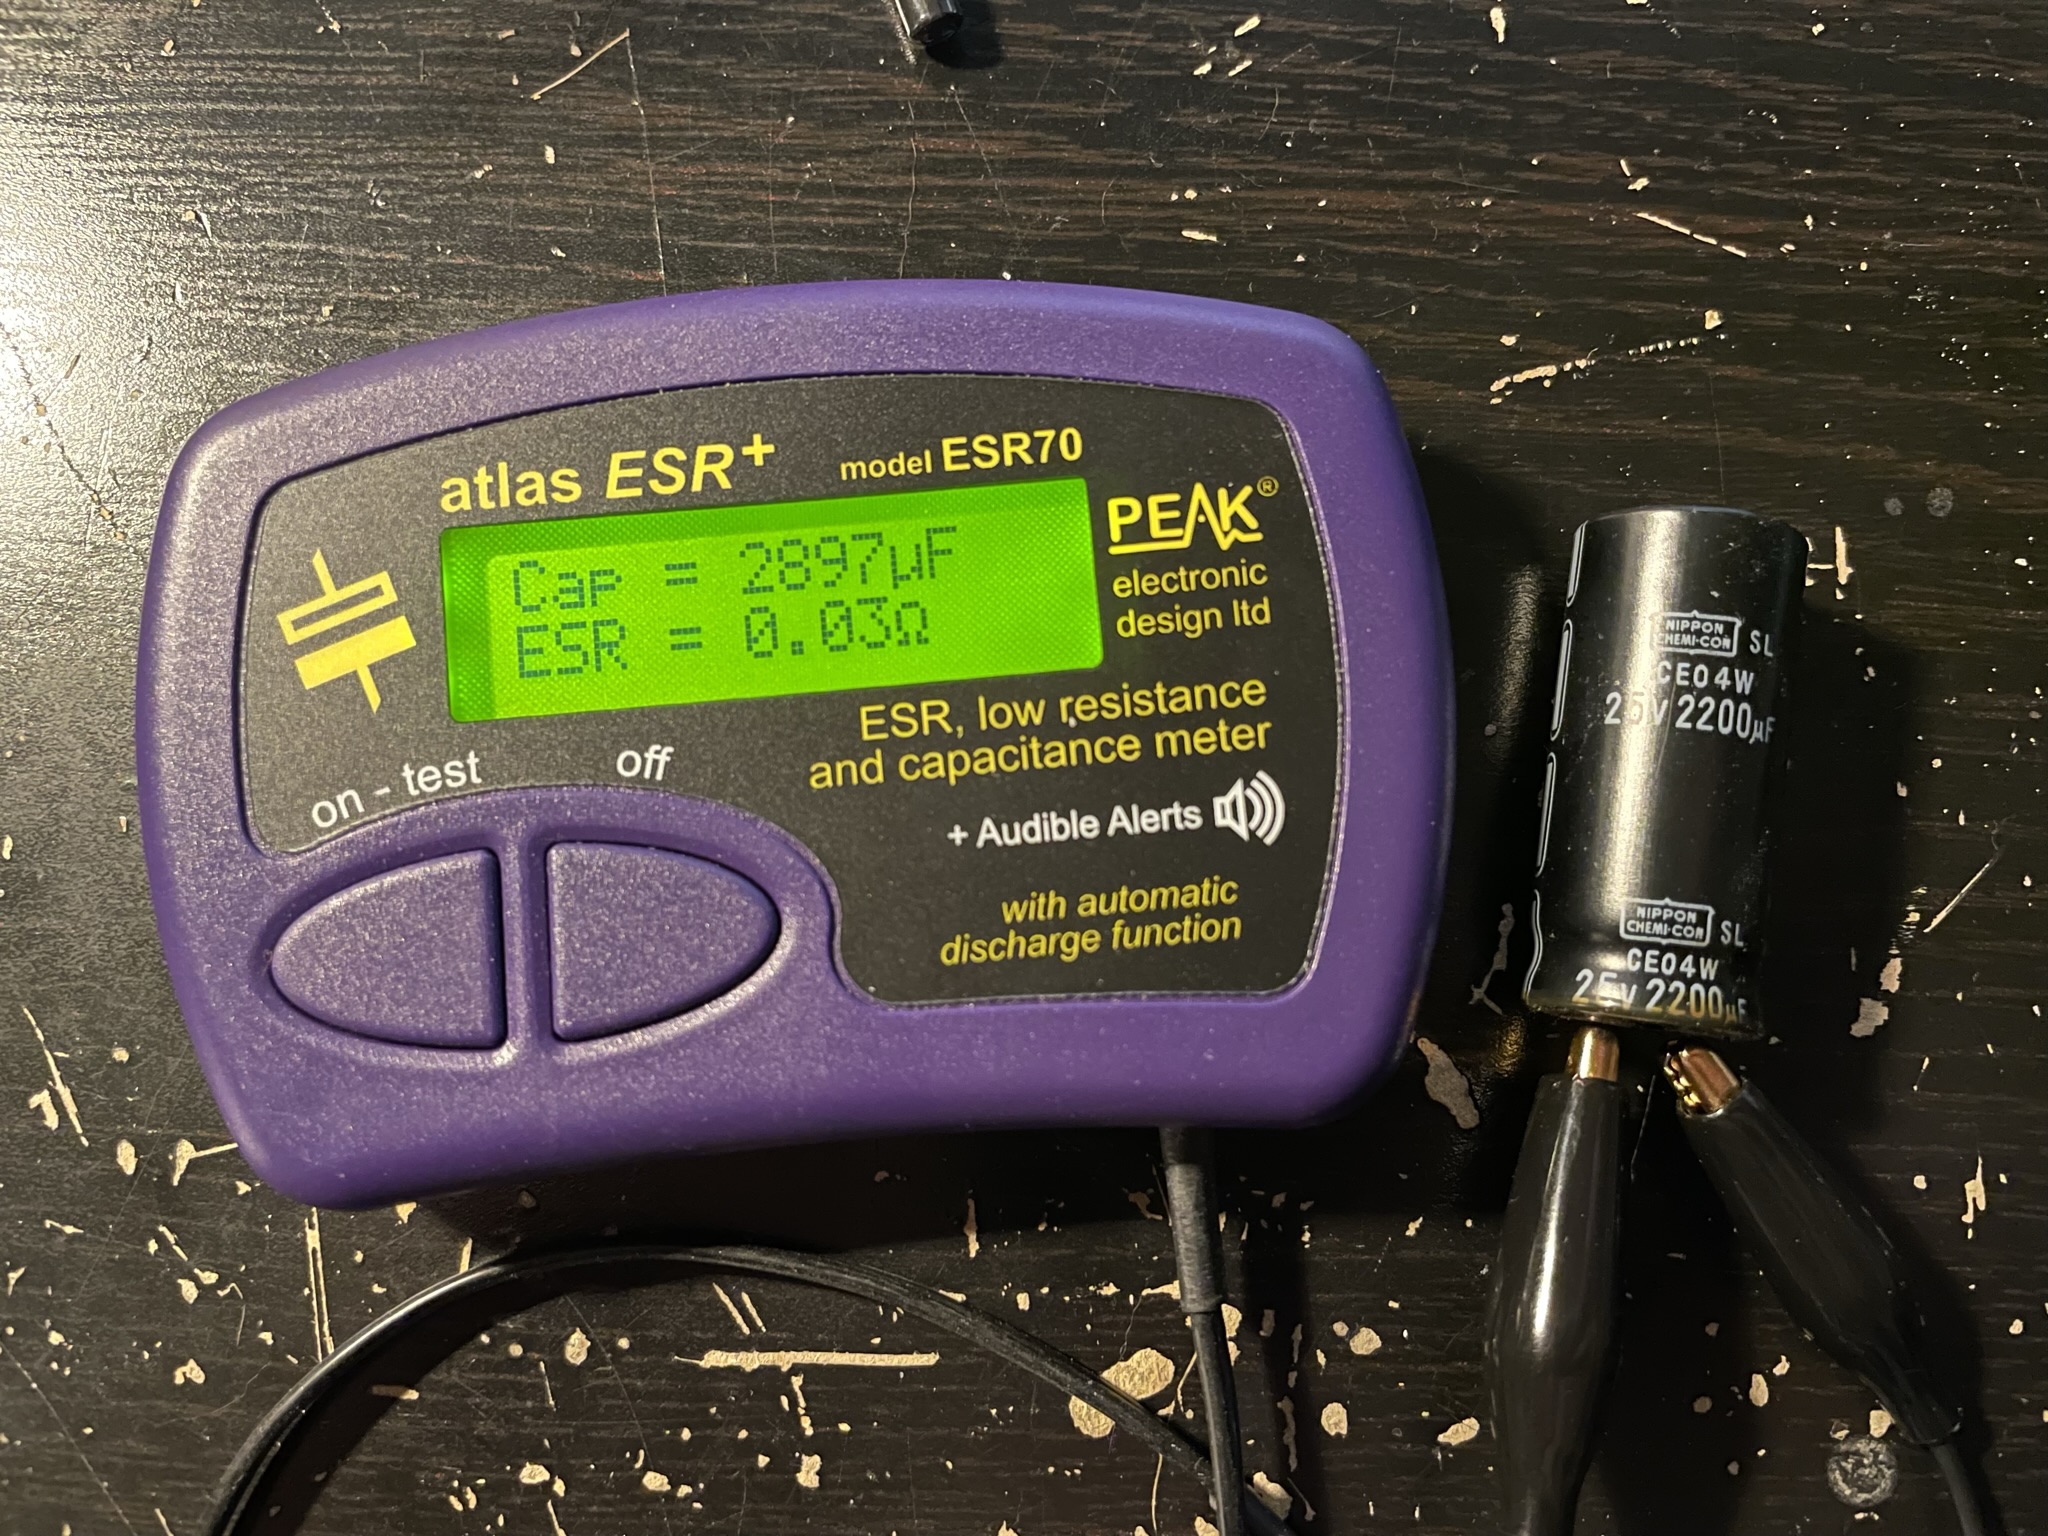 atlas ESR+
model ESR70
Cap = 2897µF
ESR = 0.03Ω
PEAK®
electronic
design ltd
ESR, low resistance
and capacitance meter
on - test
off
+ Audible Alerts
with automatic
discharge function
NIPPON
CHEMI-CON
SL
CE04W
25V 2200µF
NIPPON
CHEMI-CON
SL
CE04W
25V 2200µF